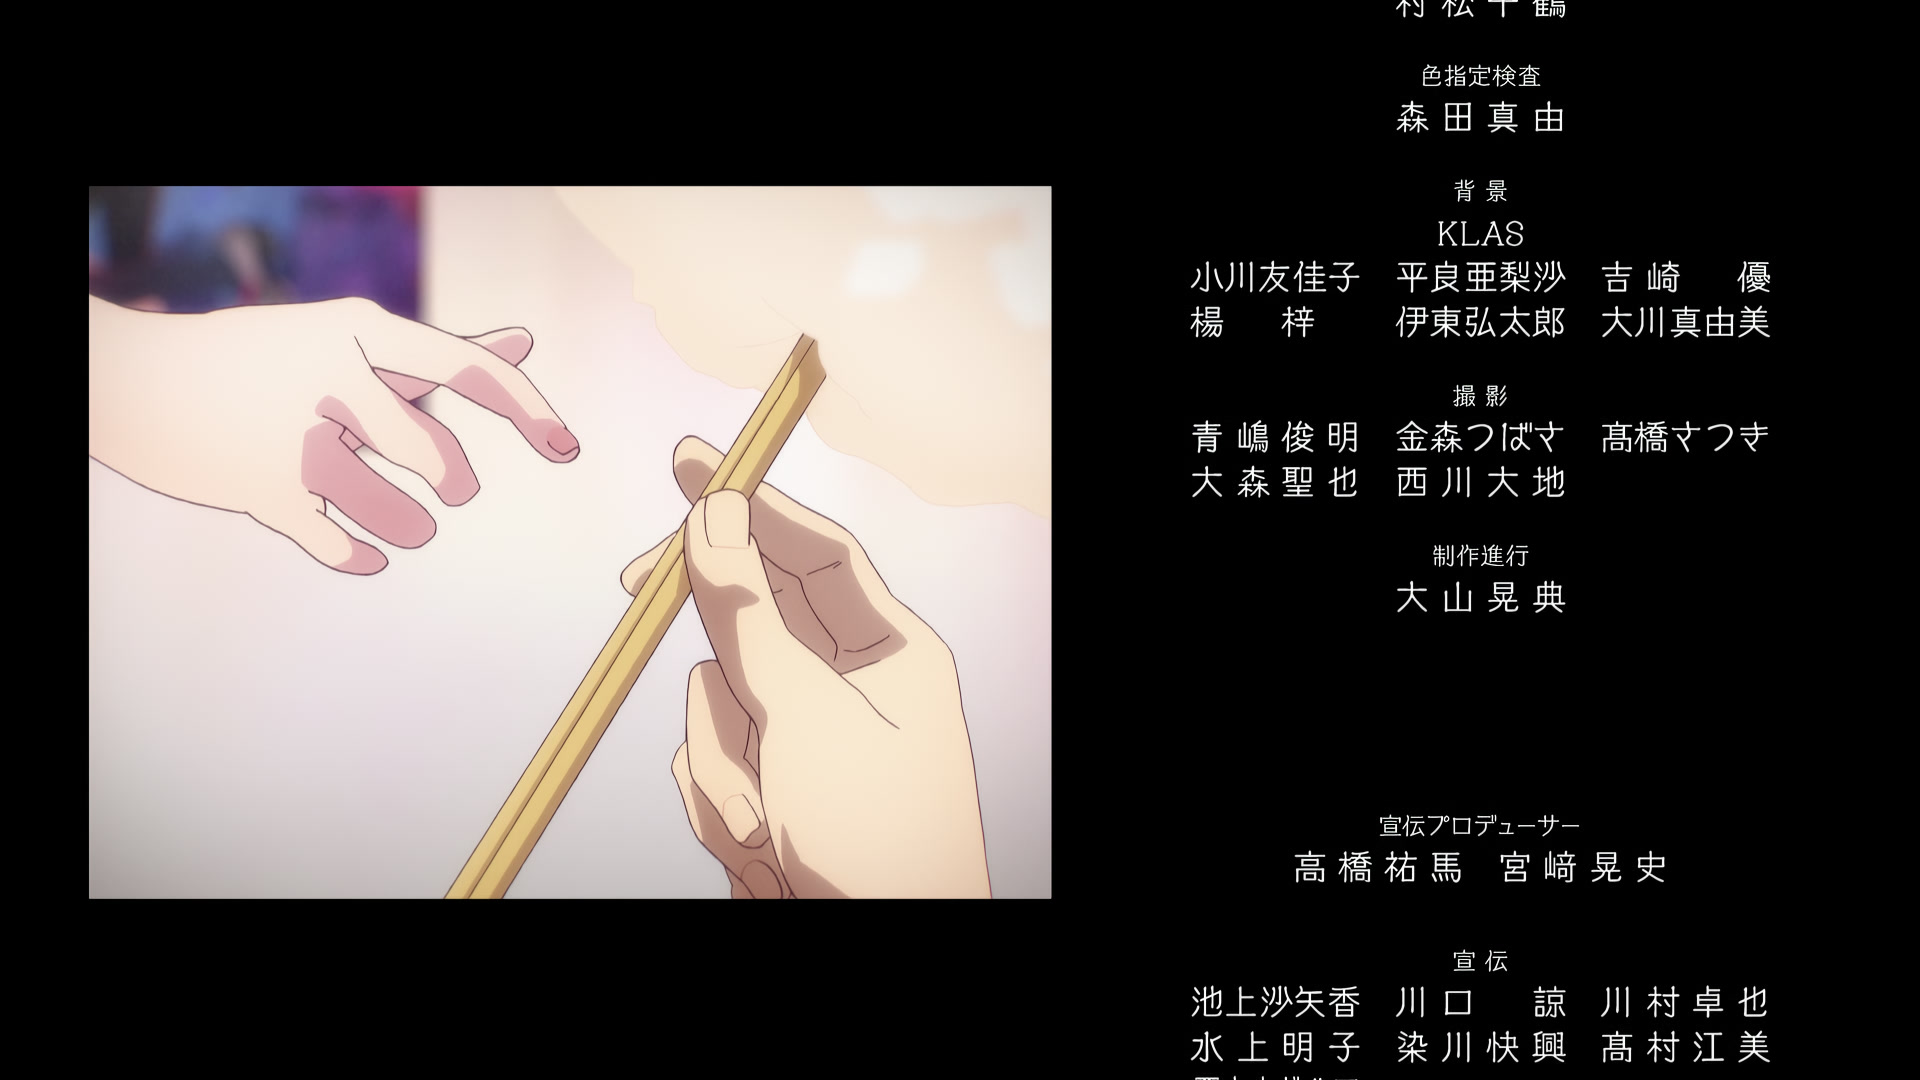 村松千鶴
色指定検査
森田真由
背景
KLAS
小川友佳子　平良亜梨沙　吉崎　優
楊　梓　伊東弘太郎　大川真由美
撮影
青嶋俊明　金森つばさ　髙橋さつき
大森聖也　西川大地
制作進行
大山晃典
宣伝プロデューサー
高橋祐馬　宮﨑晃史
宣伝
池上沙矢香　川口　諒　川村卓也
水上明子　染川快興　髙村江美